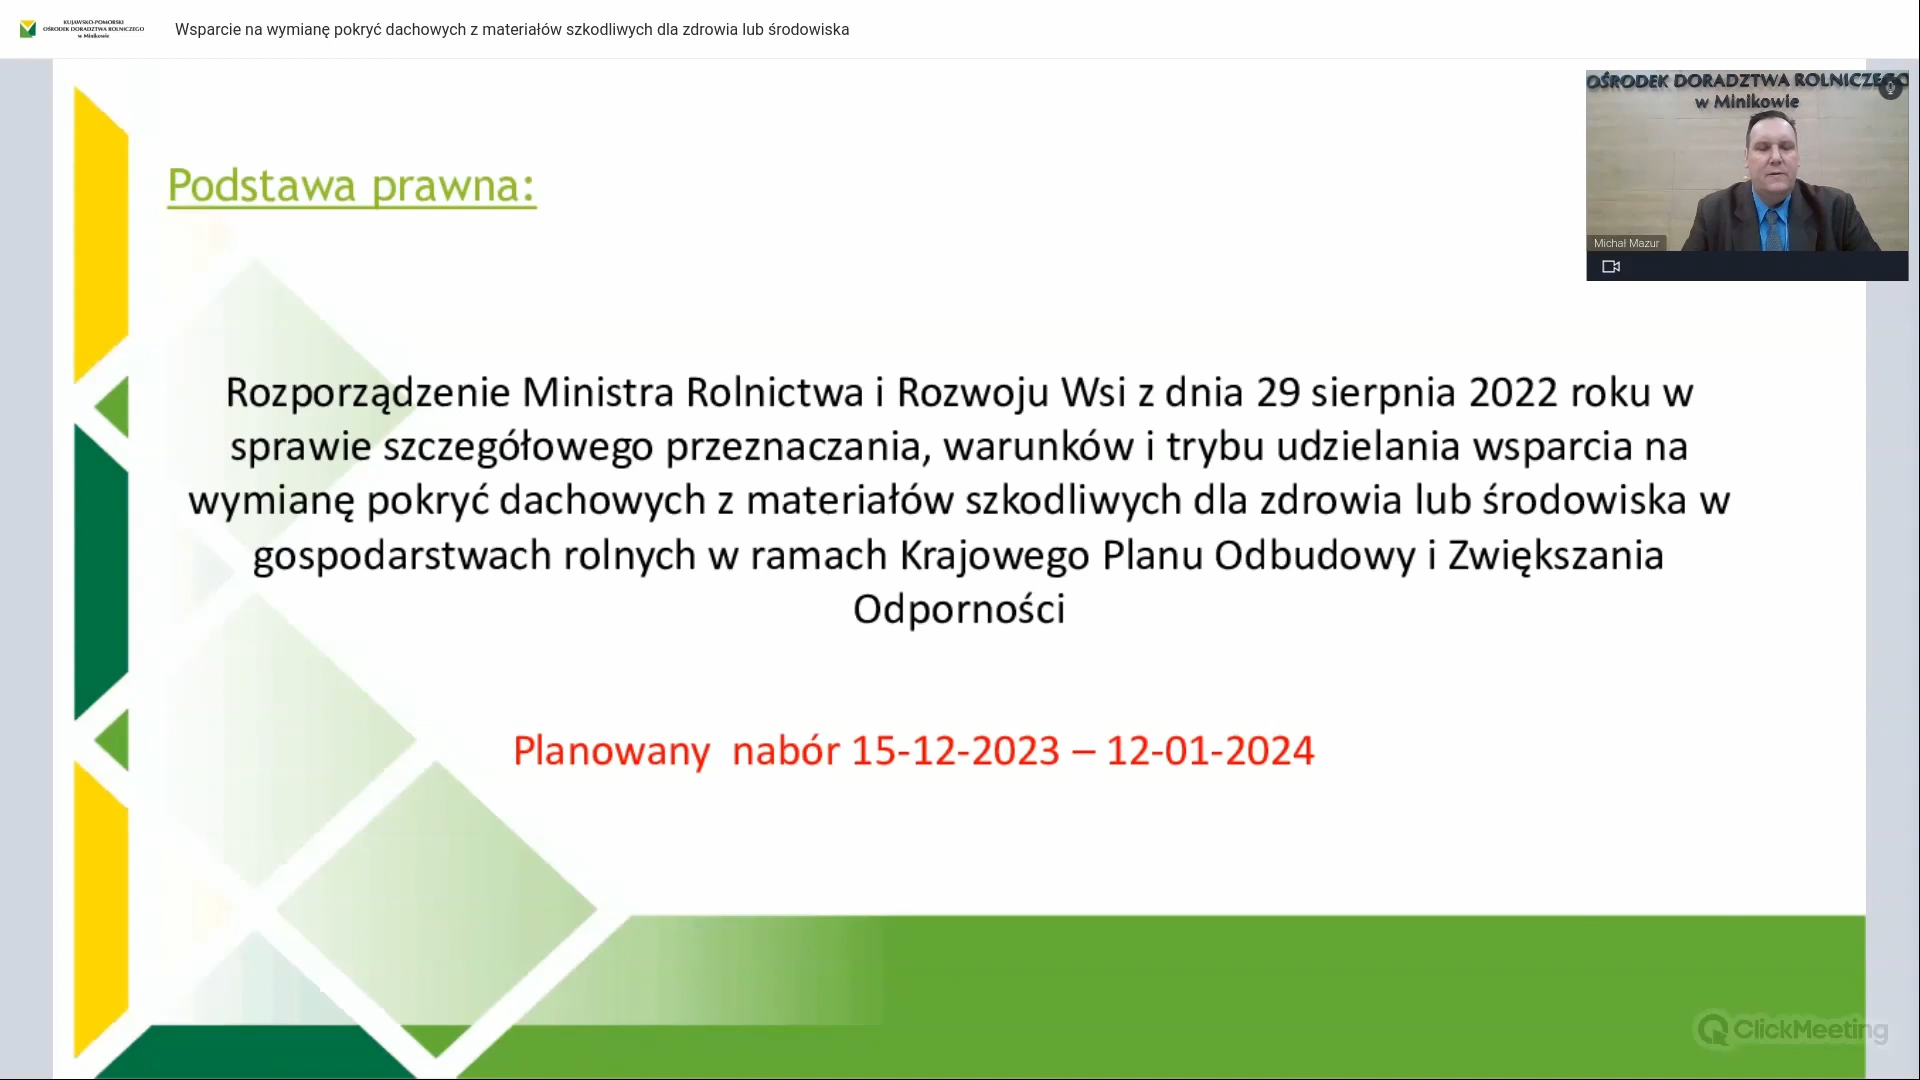 KUJAWSKO-POMORSKI
OŚRODEK DORADZTWA ROLNICZEGO
w Minikowie
Wsparcie na wymianę pokryć dachowych z materiałów szkodliwych dla zdrowia lub środowiska
OŚRODEK DORADZTWA ROLNICZEGO
w Minikowie
Michał Mazur
Podstawa prawna:
Rozporządzenie Ministra Rolnictwa i Rozwoju Wsi z dnia 29 sierpnia 2022 roku w
sprawie szczegółowego przeznaczania, warunków i trybu udzielania wsparcia na
wymianę pokryć dachowych z materiałów szkodliwych dla zdrowia lub środowiska w
gospodarstwach rolnych w ramach Krajowego Planu Odbudowy i Zwiększania
Odporności
Planowany  nabór 15-12-2023 – 12-01-2024
ClickMeeting